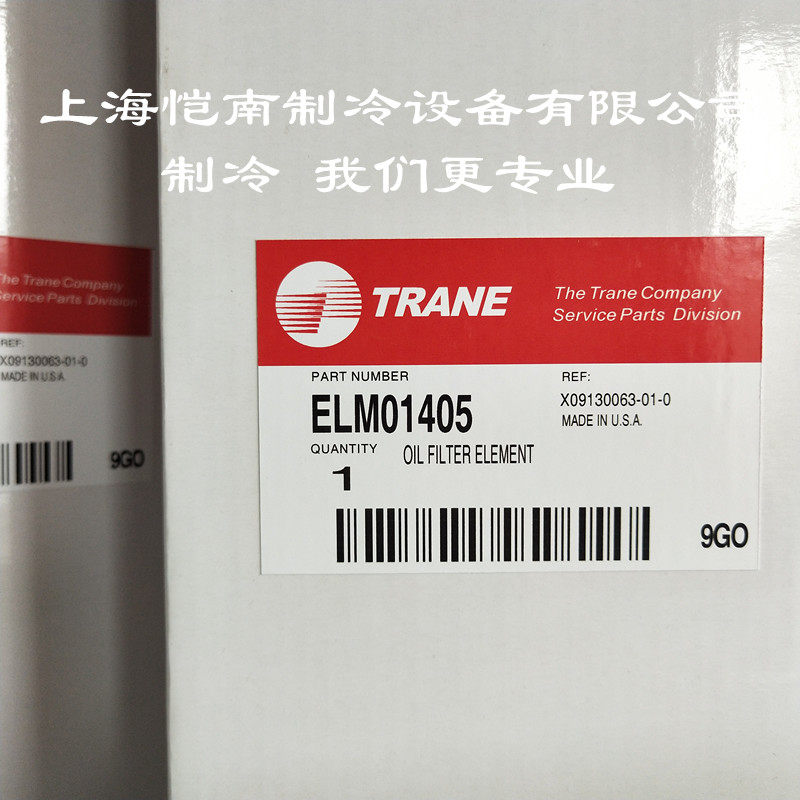 上海恺南制冷设备有限公司
制冷 我们更专业
TRANE
The Trane Company
Service Parts Division
PART NUMBER
REF:
ELM01405
X09130063-01-0
MADE IN U.S.A.
QUANTITY
OIL FILTER ELEMENT
1
9GO
The Trane Company
Service Parts Division
REF:
X09130063-01-0
MADE IN U.S.A.
9GO